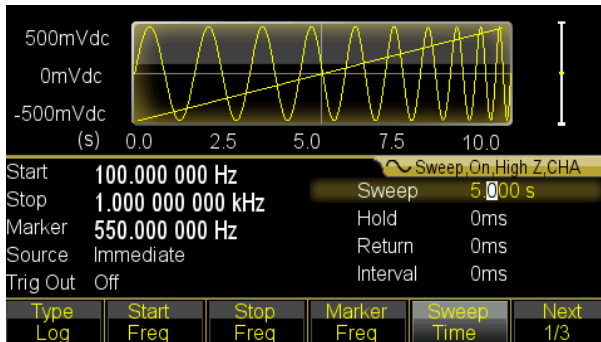 500mVdc
0mVdc
-500mVdc
(s) 0.0 2.5 5.0 7.5 10.0
Sweep,On,High Z,CHA
Start 100.000 000 Hz
Stop 1.000 000 000 kHz
Marker 550.000 000 Hz
Source Immediate
Trig Out Off
Sweep 5.000 s
Hold 0ms
Return 0ms
Interval 0ms
Type Start Stop Marker Sweep Next
Log Freq Freq Freq Time 1/3